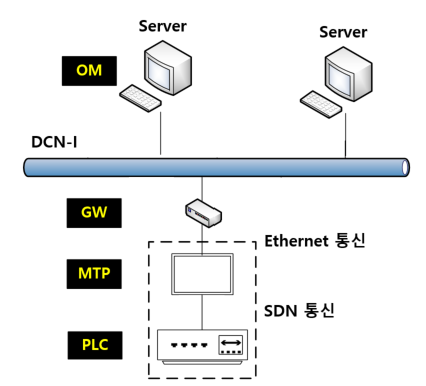 Server
Server
OM
DCN-I
GW
Ethernet 통신
MTP
SDN 통신
PLC